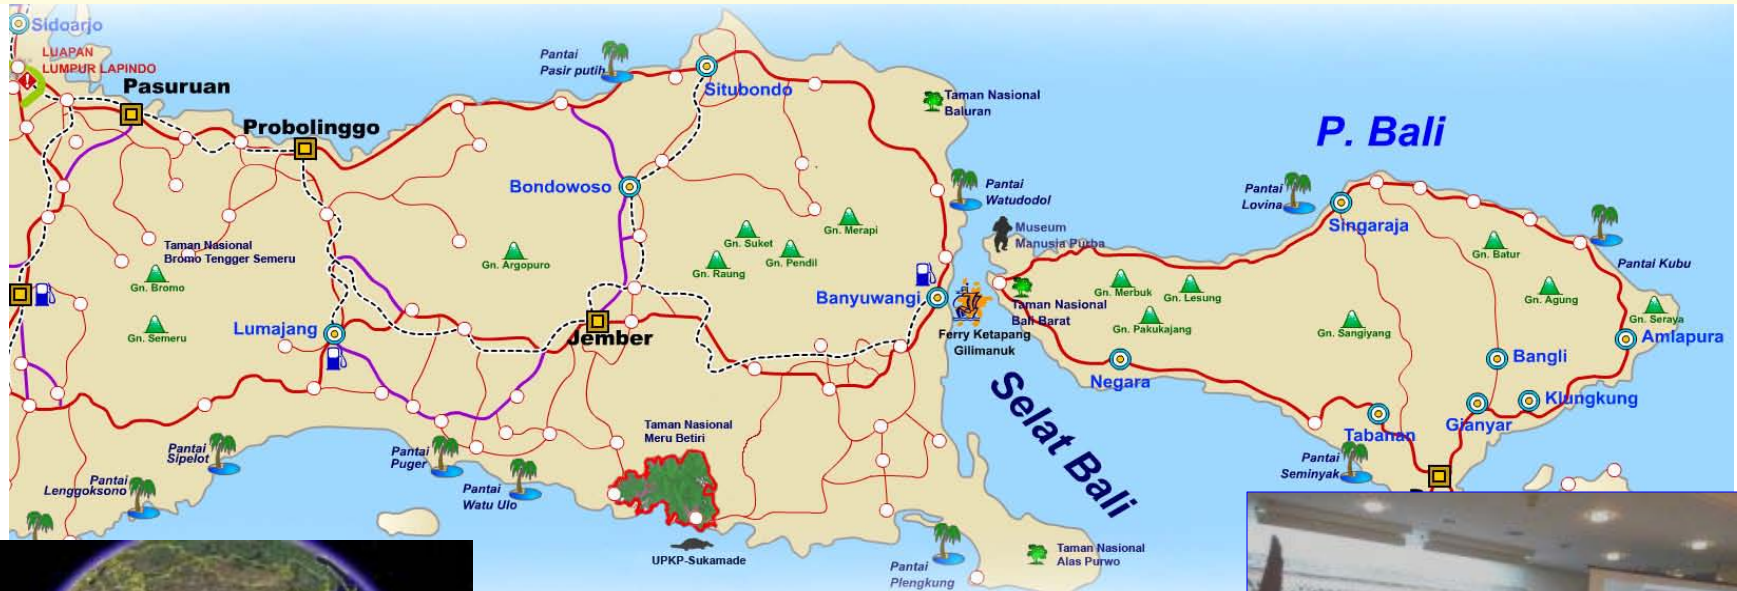 Sidoarjo
LUAPAN
LUMPUR LAPINDO
Pasuruan
Probolinggo
Pantai
Pasir putih
Situbondo
Taman Nasional
Baluran
P. Bali
Bondowoso
Pantai
Watudodol
Pantai
Lovina
Singaraja
Museum
Manusia Purba
Taman Nasional
Bromo Tengger Semeru
Gn. Bromo
Gn. Semeru
Gn. Argopuro
Gn. Suket
Gn. Merapi
Gn. Raung
Gn. Pendil
Gn. Batur
Pantai Kubu
Gn. Merbuk
Gn. Lesung
Gn. Agung
Gn. Seraya
Banyuwangi
Taman Nasional
Bali Barat
Gn. Pakukajang
Gn. Sangiyang
Lumajang
Jember
Ferry Ketapang
Gilimanuk
Amlapura
Bangli
Negara
Selat Bali
Klungkung
Tabanan
Gianyar
Taman Nasional
Meru Betiri
Pantai
Sipelot
Pantai
Puger
Pantai
Seminyak
Pantai
Lenggoksono
Pantai
Watu Ulo
UPKP-Sukamade
Taman Nasional
Alas Purwo
Pantai
Plengkung